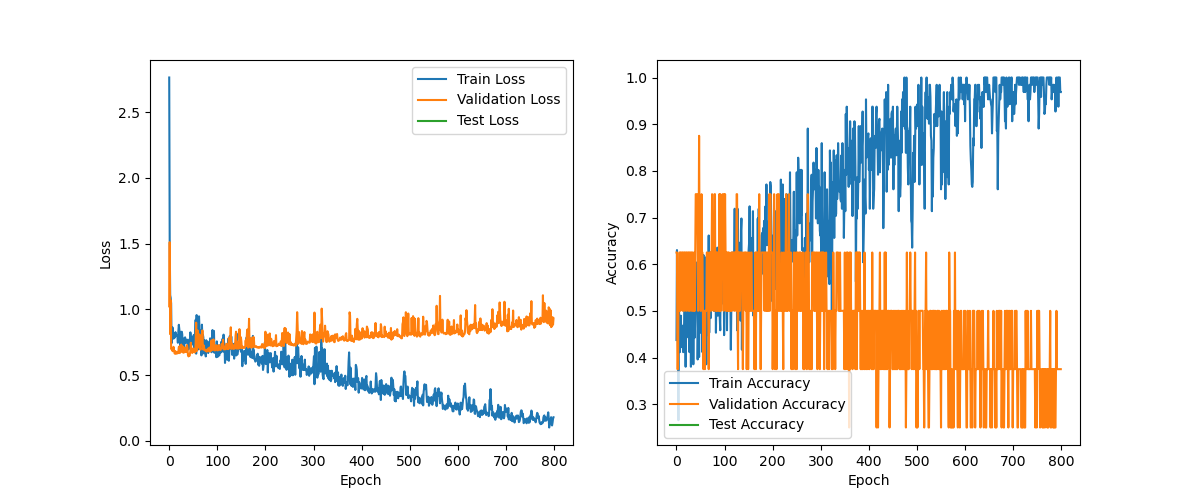 Train Loss
Validation Loss
Test Loss
2.5
2.0
1.5
1.0
0.5
0.0
Loss
0 100 200 300 400 500 600 700 800
Epoch
1.0
0.9
0.8
0.7
0.6
0.5
0.4
0.3
Accuracy
Train Accuracy
Validation Accuracy
Test Accuracy
0 100 200 300 400 500 600 700 800
Epoch